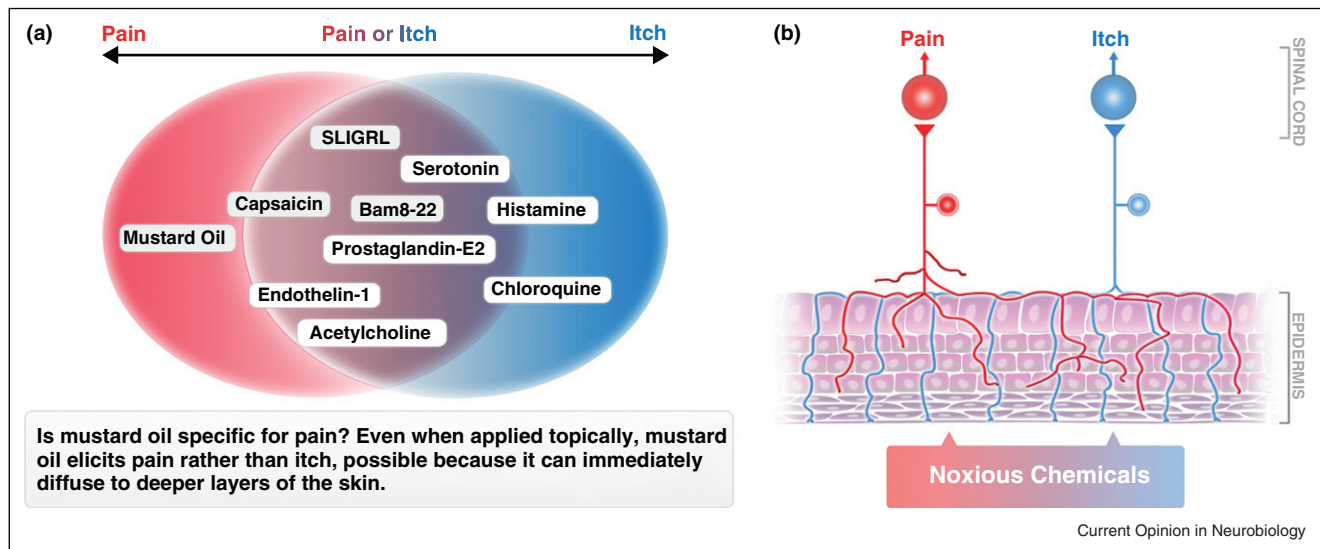 (a)
Pain
Pain or Itch
Itch
SLIGRL
Serotonin
Capsaicin
Bam8-22
Histamine
Mustard Oil
Prostaglandin-E2
Endothelin-1
Chloroquine
Acetylcholine
Is mustard oil specific for pain? Even when applied topically, mustard
oil elicits pain rather than itch, possible because it can immediately
diffuse to deeper layers of the skin.
(b)
Pain
Itch
SPINAL CORD
EPIDERMIS
Noxious Chemicals
Current Opinion in Neurobiology